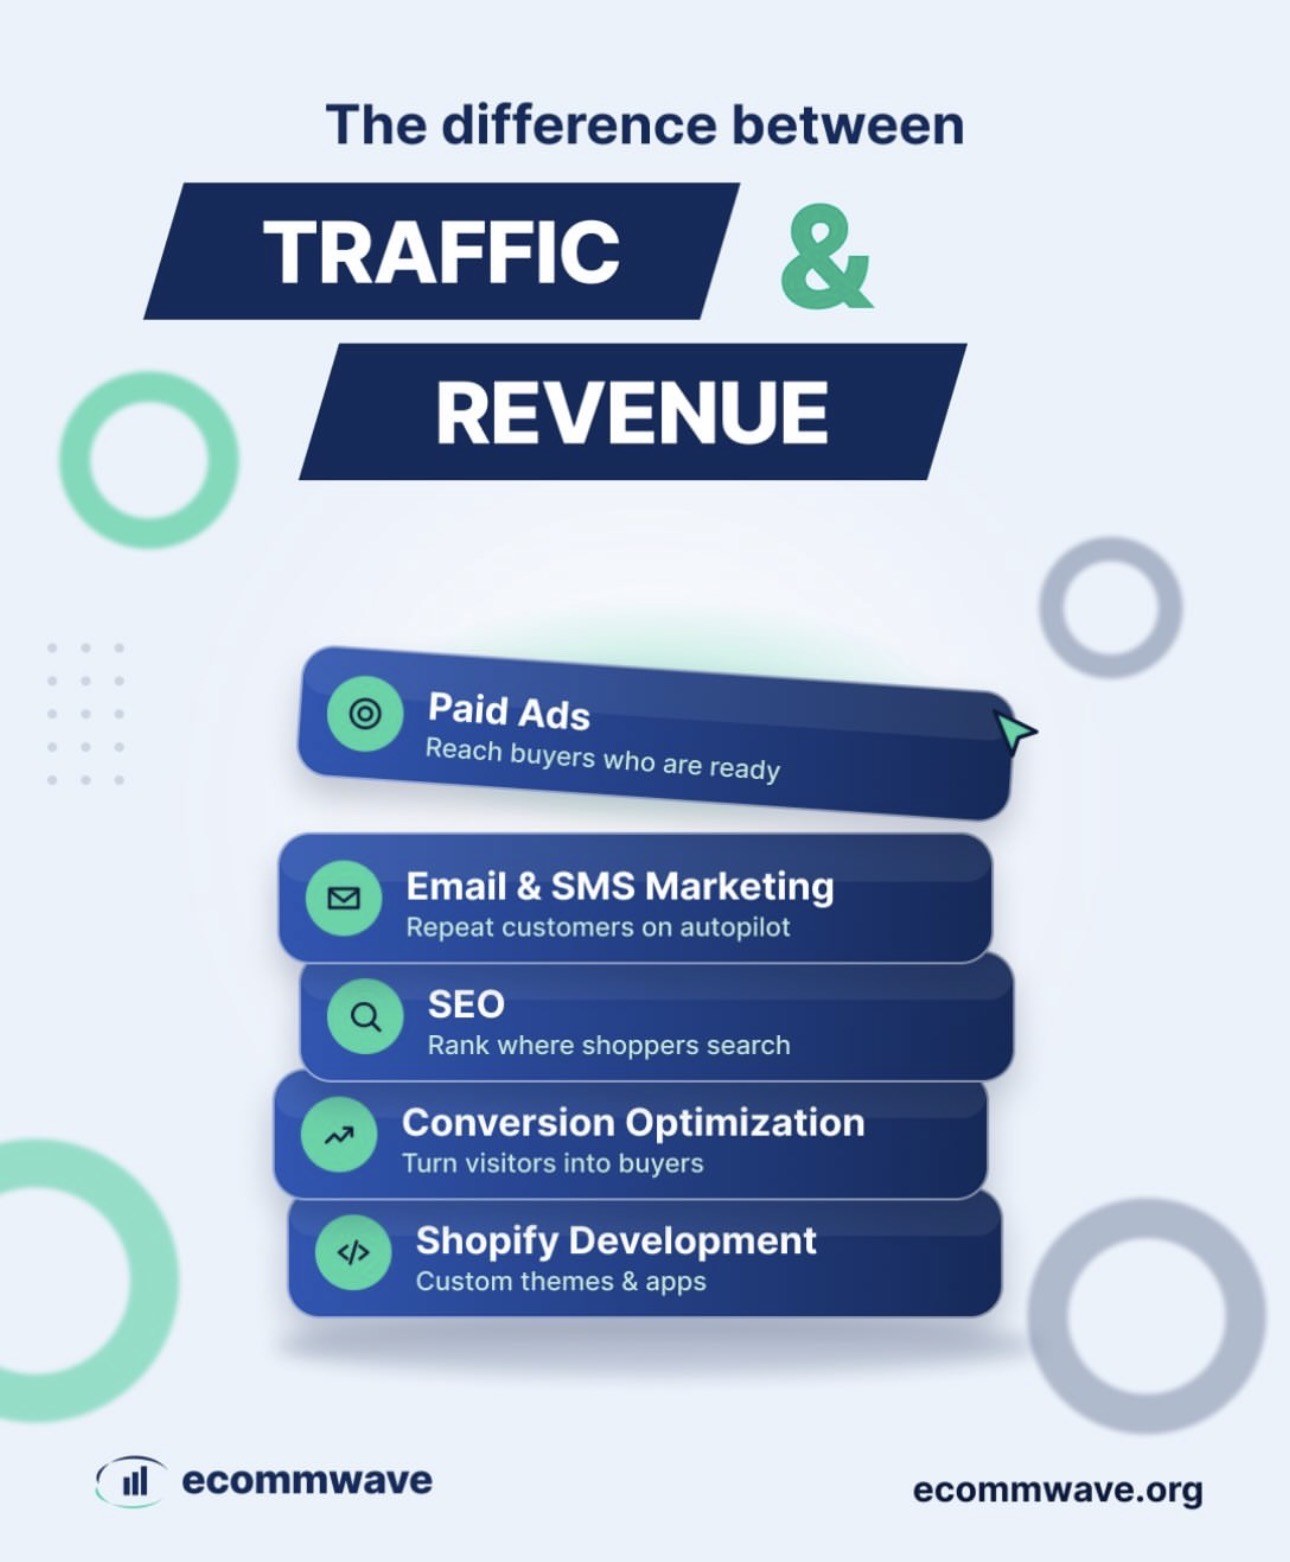 The difference between
TRAFFIC &
REVENUE
Paid Ads
Reach buyers who are ready
Email & SMS Marketing
Repeat customers on autopilot
SEO
Rank where shoppers search
Conversion Optimization
Turn visitors into buyers
Shopify Development
Custom themes & apps
ecommwave
ecommwave.org